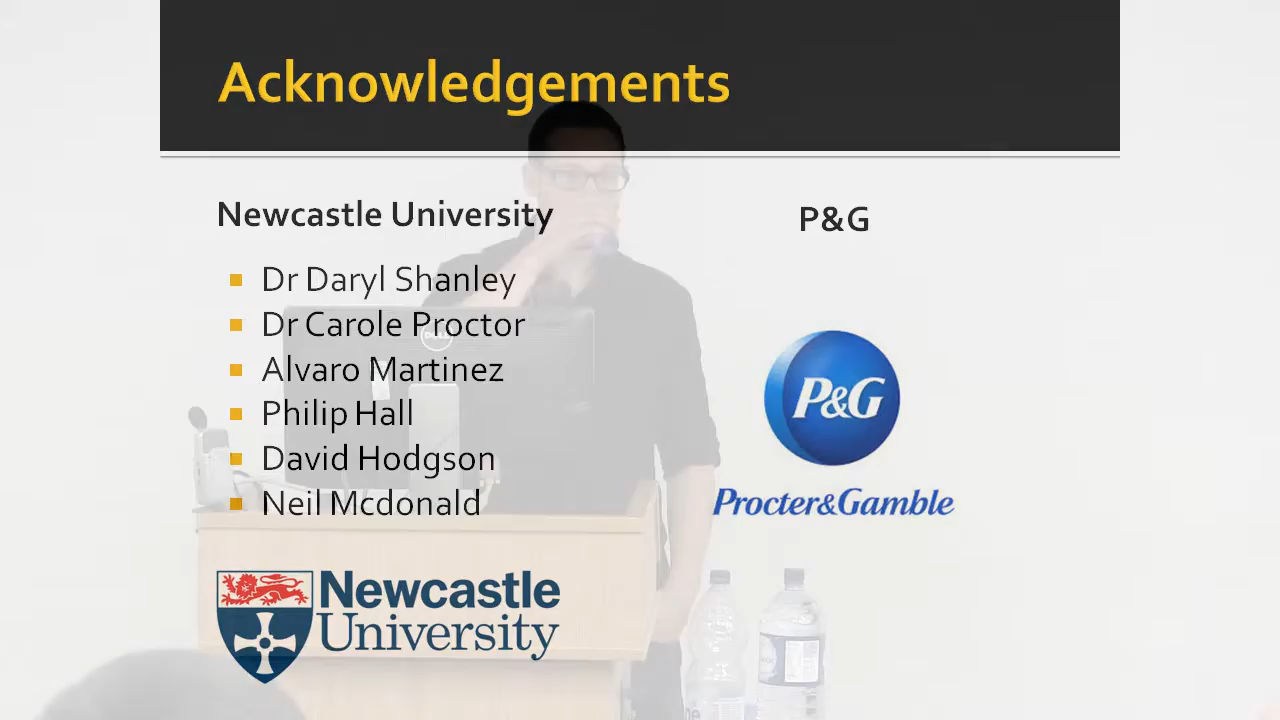 Acknowledgements
Newcastle University
P&G
Dr Daryl Shanley
Dr Carole Proctor
Alvaro Martinez
Philip Hall
David Hodgson
Neil Mcdonald
P&G
Procter&Gamble
Newcastle
University
DELL